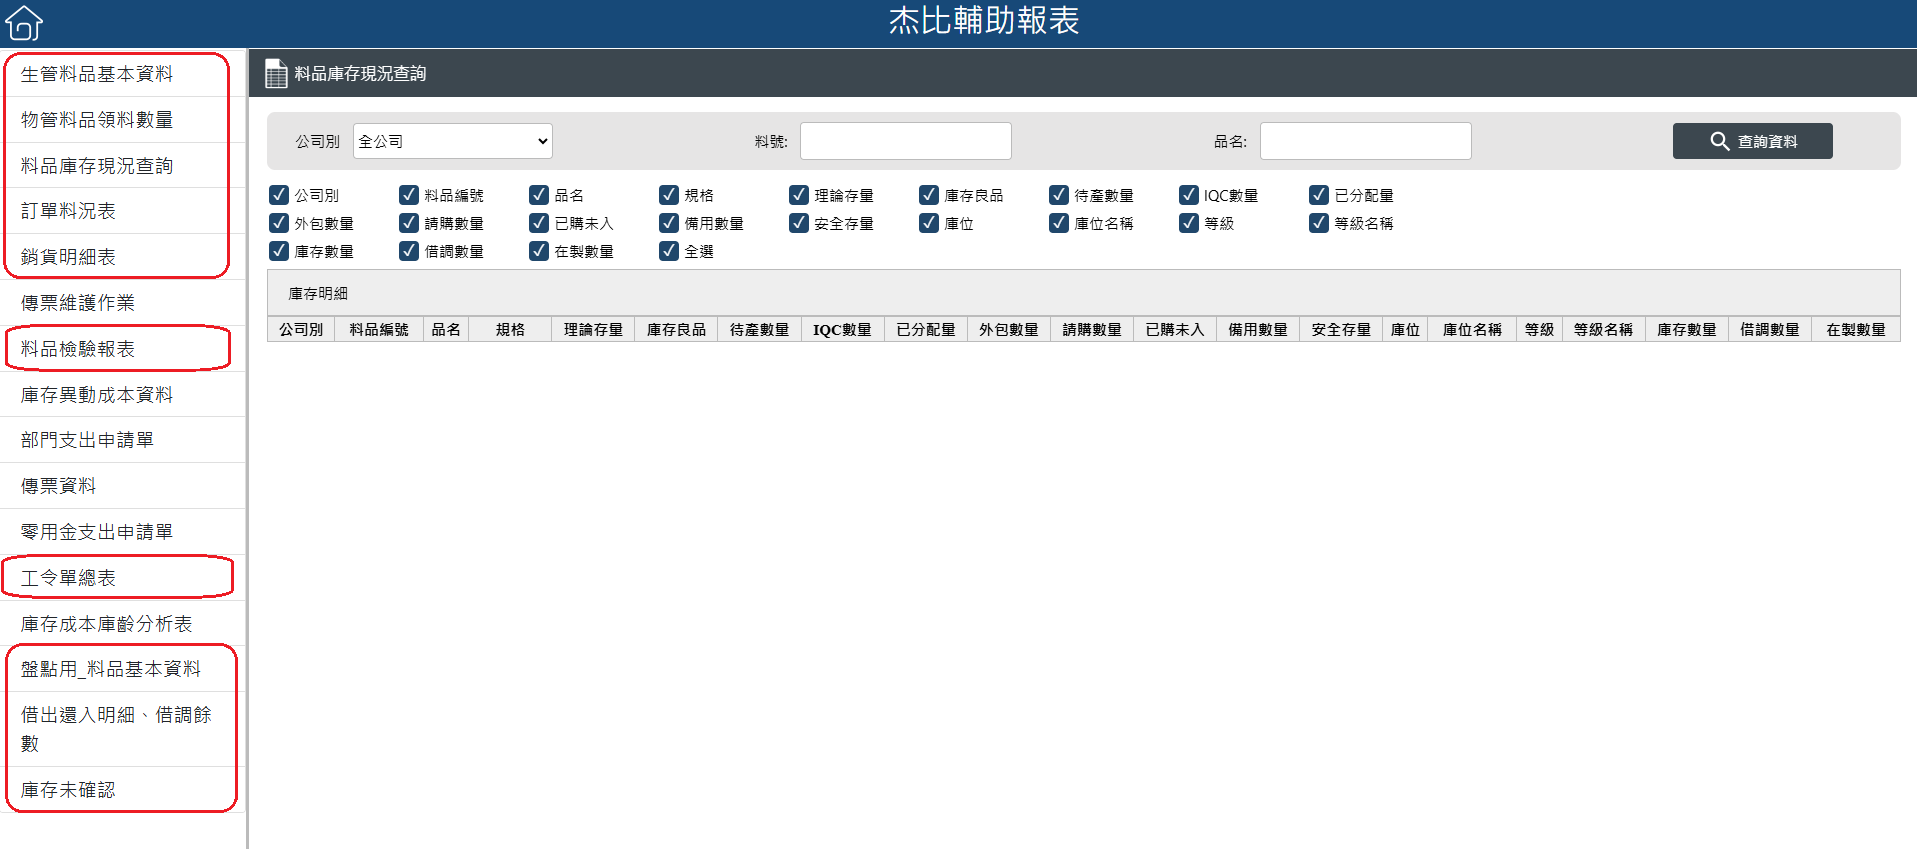 杰比輔助報表
生管料品基本資料
物管料品領料數量
料品庫存現況查詢
訂單料況表
銷貨明細表
傳票維護作業
料品檢驗報表
庫存異動成本資料
部門支出申請單
傳票資料
零用金支出申請單
工令單總表
庫存成本庫齡分析表
盤點用_料品基本資料
借出還入明細、借調餘
數
庫存未確認
料品庫存現況查詢
公司別 全公司 料號: 品名: 查詢資料
公司別 料品編號 品名 規格 理論存量 庫存良品 待產數量 IQC數量 已分配量
外包數量 請購數量 已購未入 備用數量 安全存量 庫位 庫位名稱 等級 等級名稱
庫存數量 借調數量 在製數量 全選
庫存明細
公司別 料品編號 品名 規格 理論存量 庫存良品 待產數量 IQC數量 已分配量 外包數量 請購數量 已購未入 備用數量 安全存量 庫位 庫位名稱 等級 等級名稱 庫存數量 借調數量 在製數量